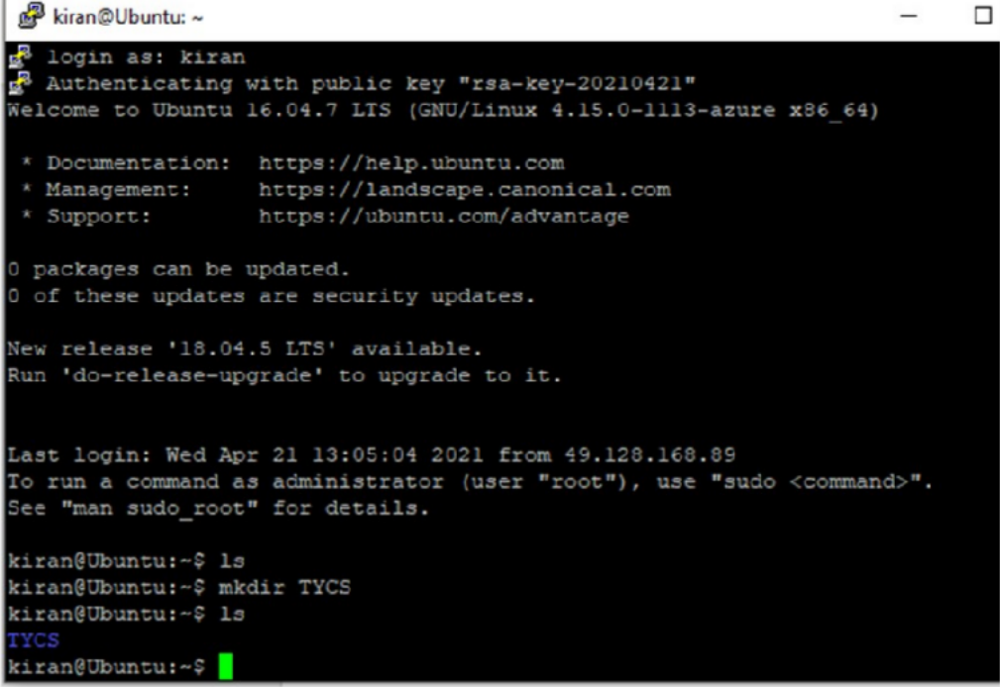 kiran@Ubuntu: ~
login as: kiran
Authenticating with public key "rsa-key-20210421"
Welcome to Ubuntu 16.04.7 LTS (GNU/Linux 4.15.0-1113-azure x86_64)
* Documentation: https://help.ubuntu.com
* Management: https://landscape.canonical.com
* Support: https://ubuntu.com/advantage
0 packages can be updated.
0 of these updates are security updates.
New release '18.04.5 LTS' available.
Run 'do-release-upgrade' to upgrade to it.
Last login: Wed Apr 21 13:05:04 2021 from 49.128.168.89
To run a command as administrator (user "root"), use "sudo <command>".
See "man sudo_root" for details.
kiran@Ubuntu:~$ ls
kiran@Ubuntu:~$ mkdir TYCS
kiran@Ubuntu:~$ ls
TYCS
kiran@Ubuntu:~$